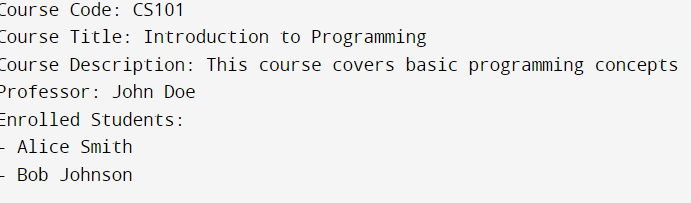 Course Code: CS101
Course Title: Introduction to Programming
Course Description: This course covers basic programming concepts
Professor: John Doe
Enrolled Students:
- Alice Smith
- Bob Johnson